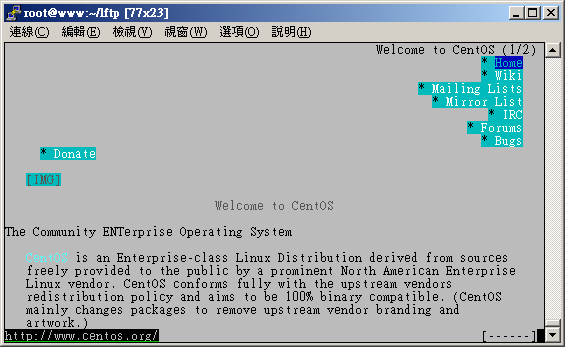 root@www:~/lftp [77x23]
連線(C) 編輯(E) 檢視(V) 視窗(W) 選項(O) 說明(H)
Welcome to CentOS (1/2)
* Home
* Wiki
* Mailing Lists
* Mirror List
* IRC
* Forums
* Bugs
* Donate
[IMG]
Welcome to CentOS
The Community ENTerprise Operating System
CentOS is an Enterprise-class Linux Distribution derived from sources
freely provided to the public by a prominent North American Enterprise
Linux vendor. CentOS conforms fully with the upstream vendors
redistribution policy and aims to be 100% binary compatible. (CentOS
mainly changes packages to remove upstream vendor branding and
artwork.)
http://www.centos.org/ [------]